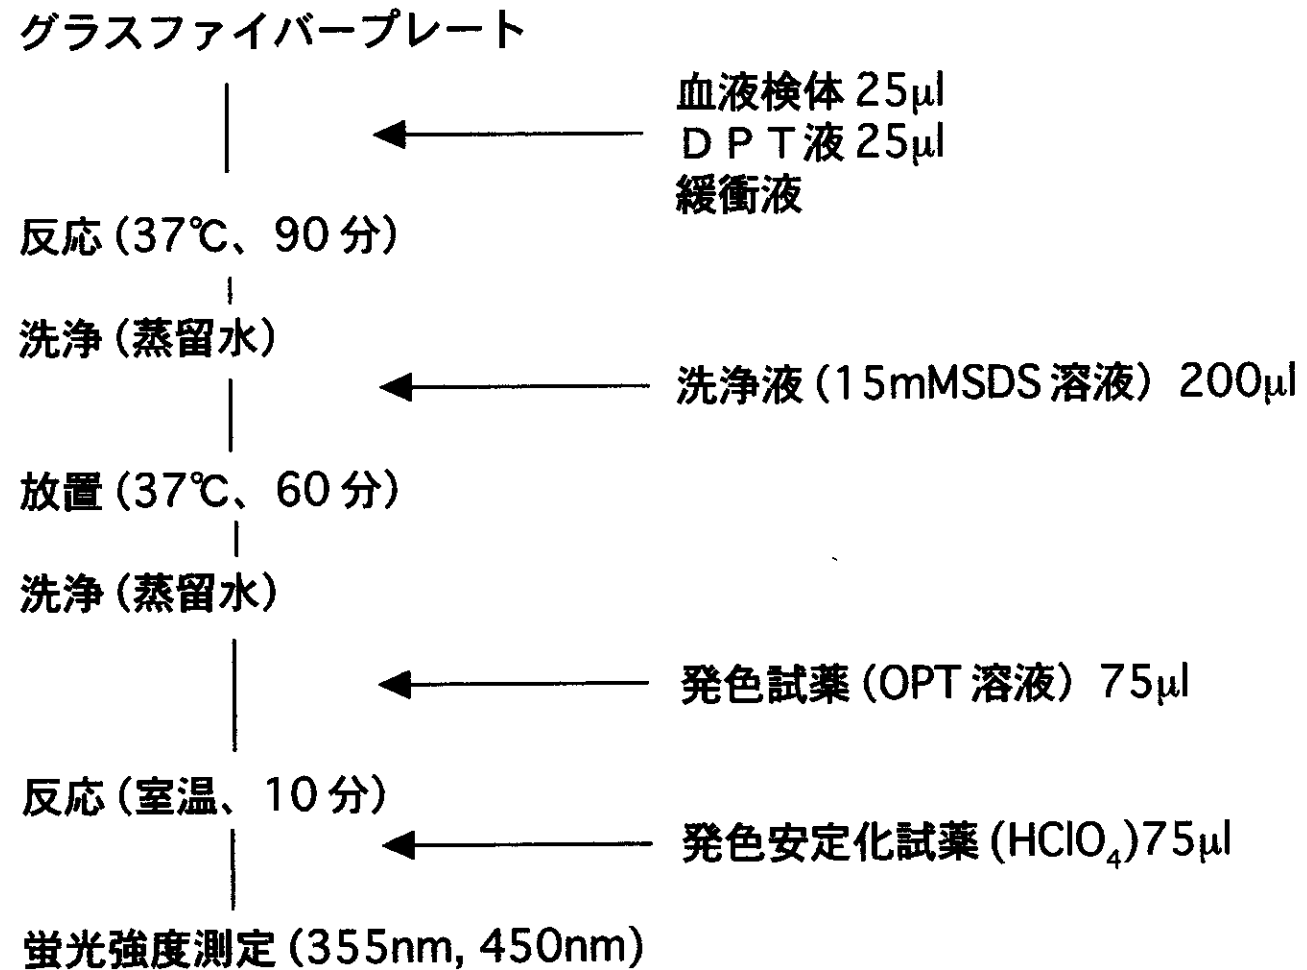 グラスファイバープレート
血液検体 25μl
ＤＰＴ液 25μl
緩衝液
反応 (37℃、90 分)
洗浄 (蒸留水)
洗浄液 (15mMSDS 溶液) 200μl
放置 (37℃、60 分)
洗浄 (蒸留水)
発色試薬 (OPT 溶液) 75μl
反応 (室温、10 分)
発色安定化試薬 (HClO₄)75μl
蛍光強度測定 (355nm, 450nm)